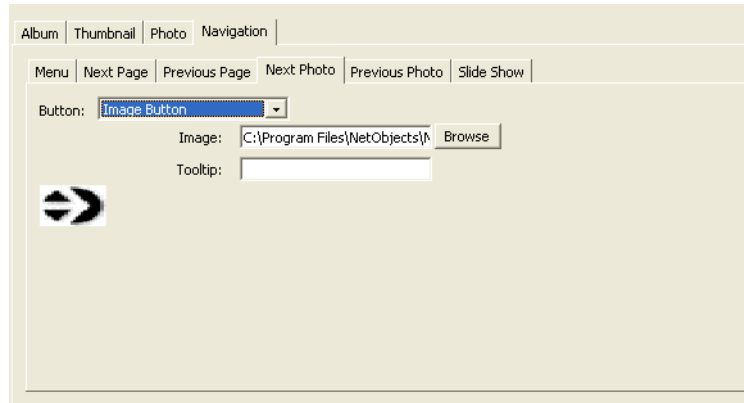 Album Thumbnail Photo Navigation
Menu Next Page Previous Page Next Photo Previous Photo Slide Show
Button: Image Button
Image: C:\Program Files\NetObjects\ Browse
Tooltip: